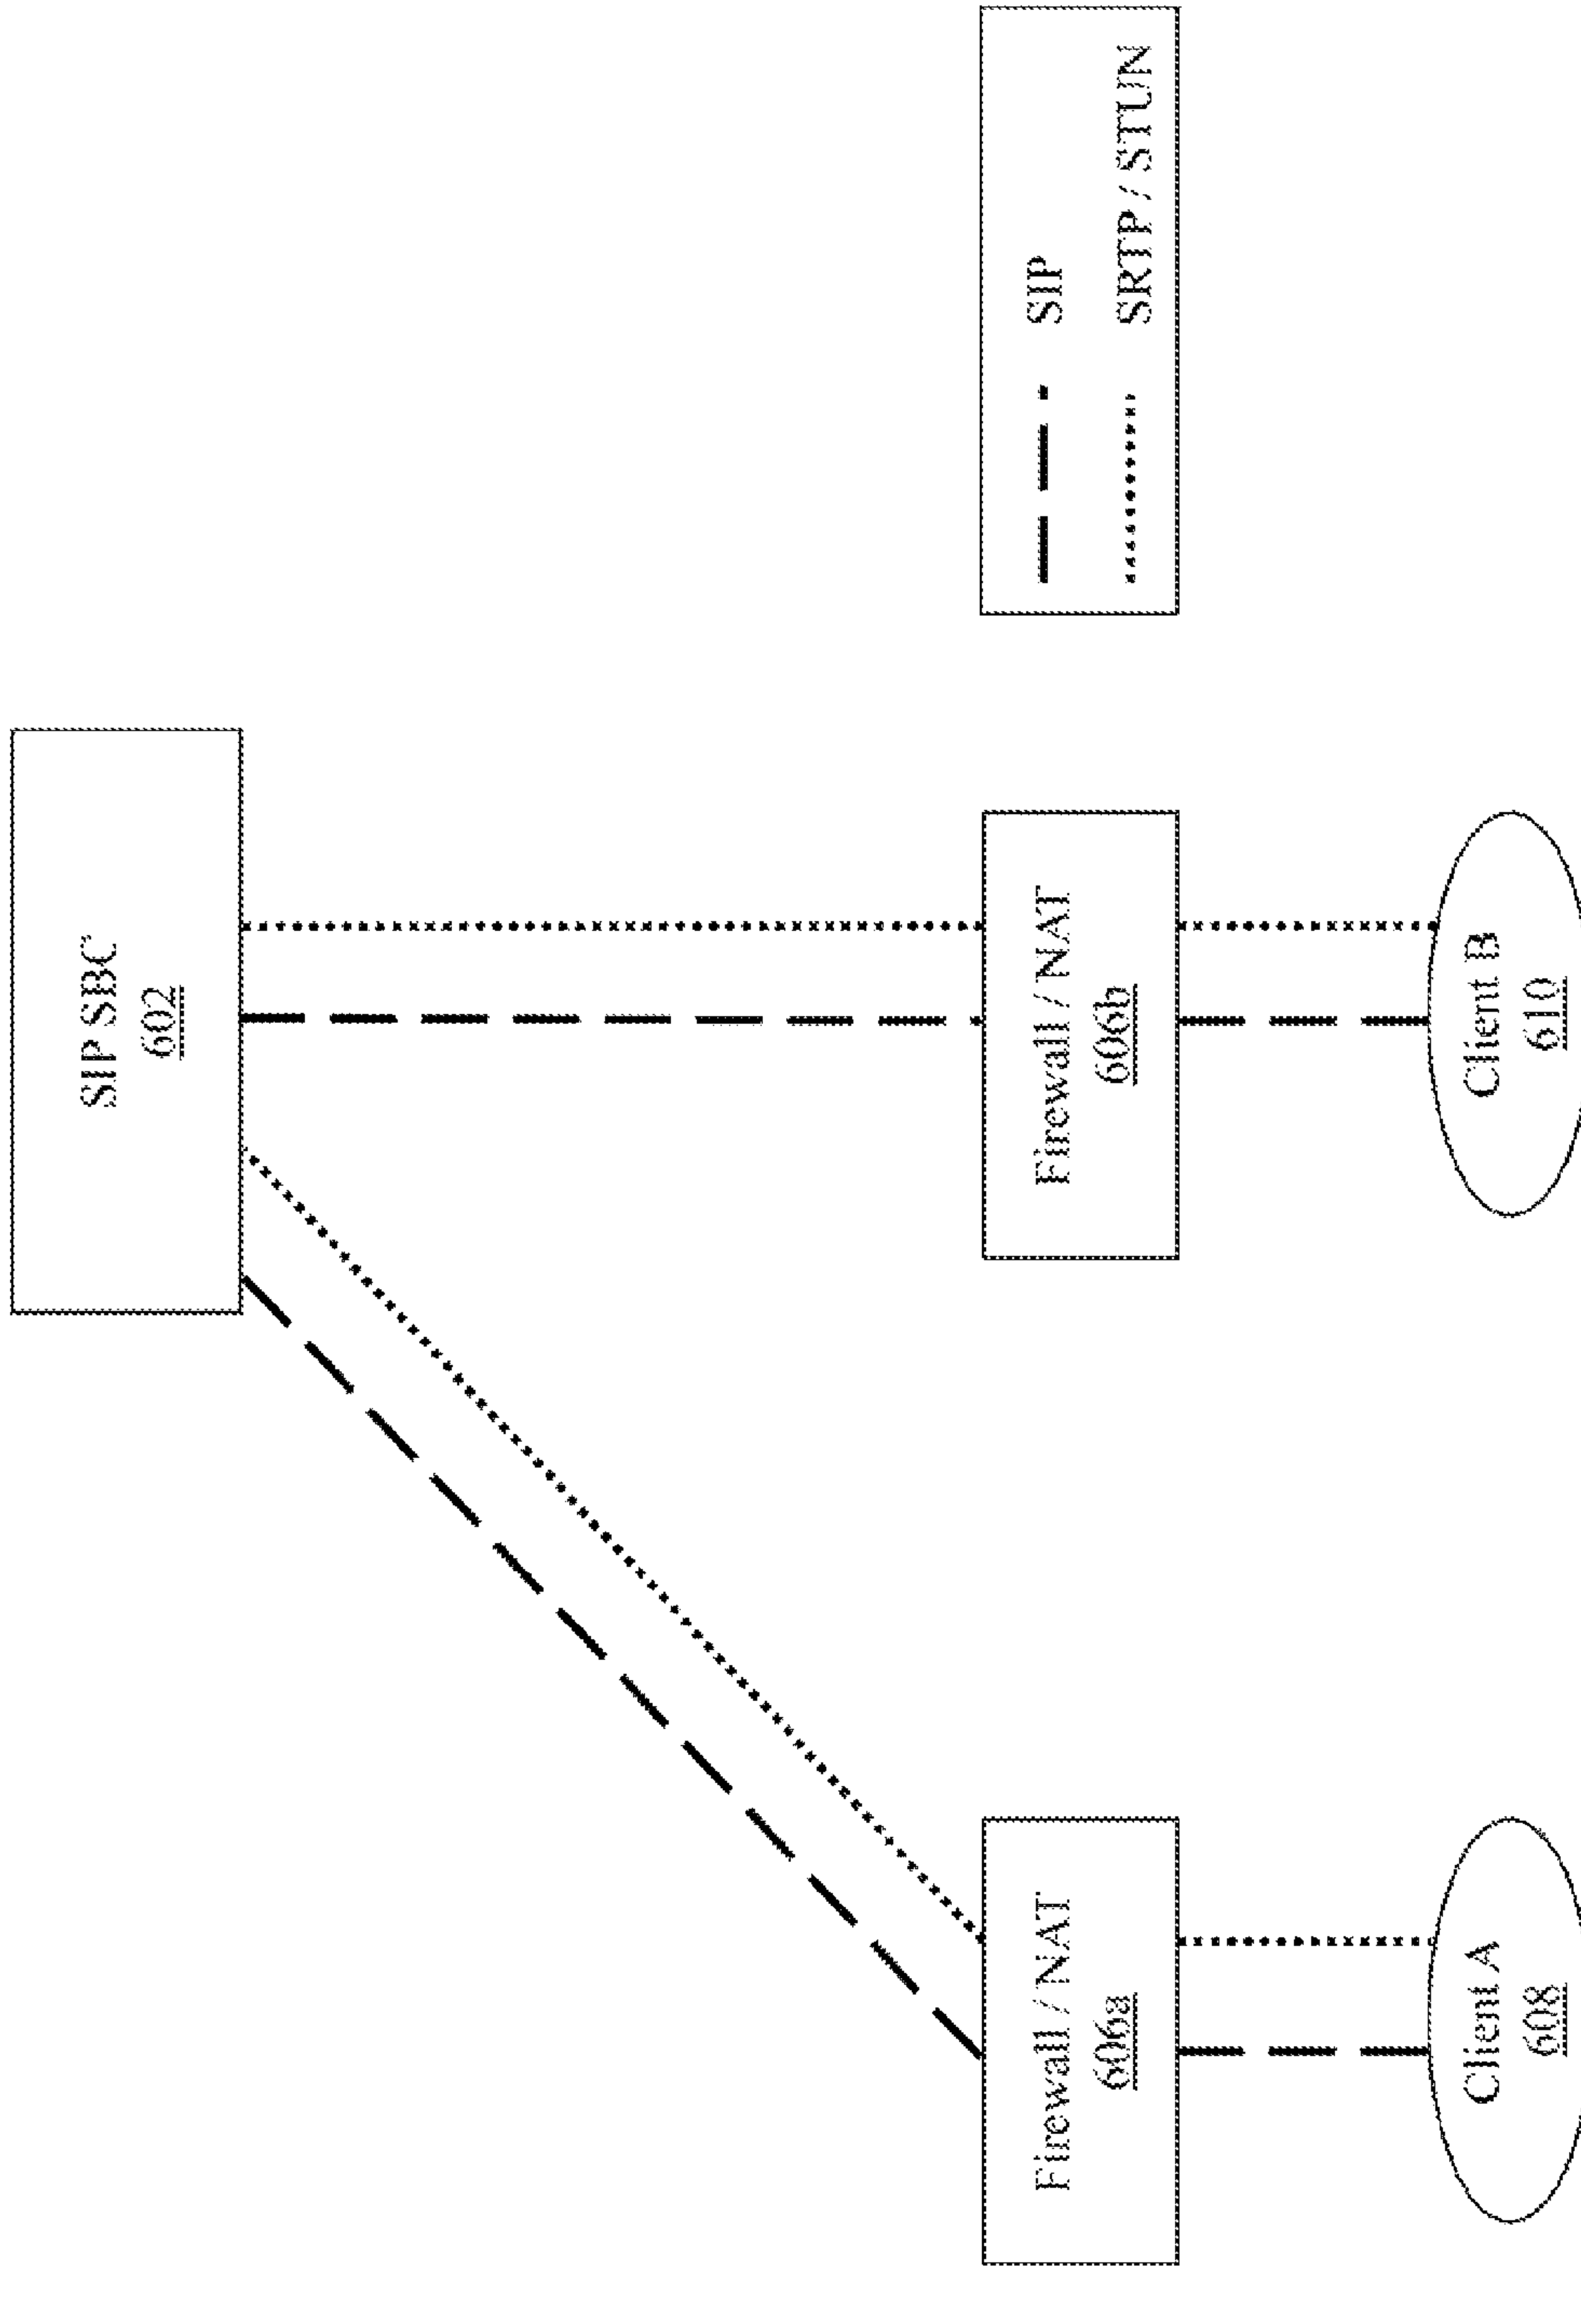 SIP SBC
602
Firewall / NAT
606a
Firewall / NAT
606b
SIP
SRTP / STUN
Client A
608
Client B
610